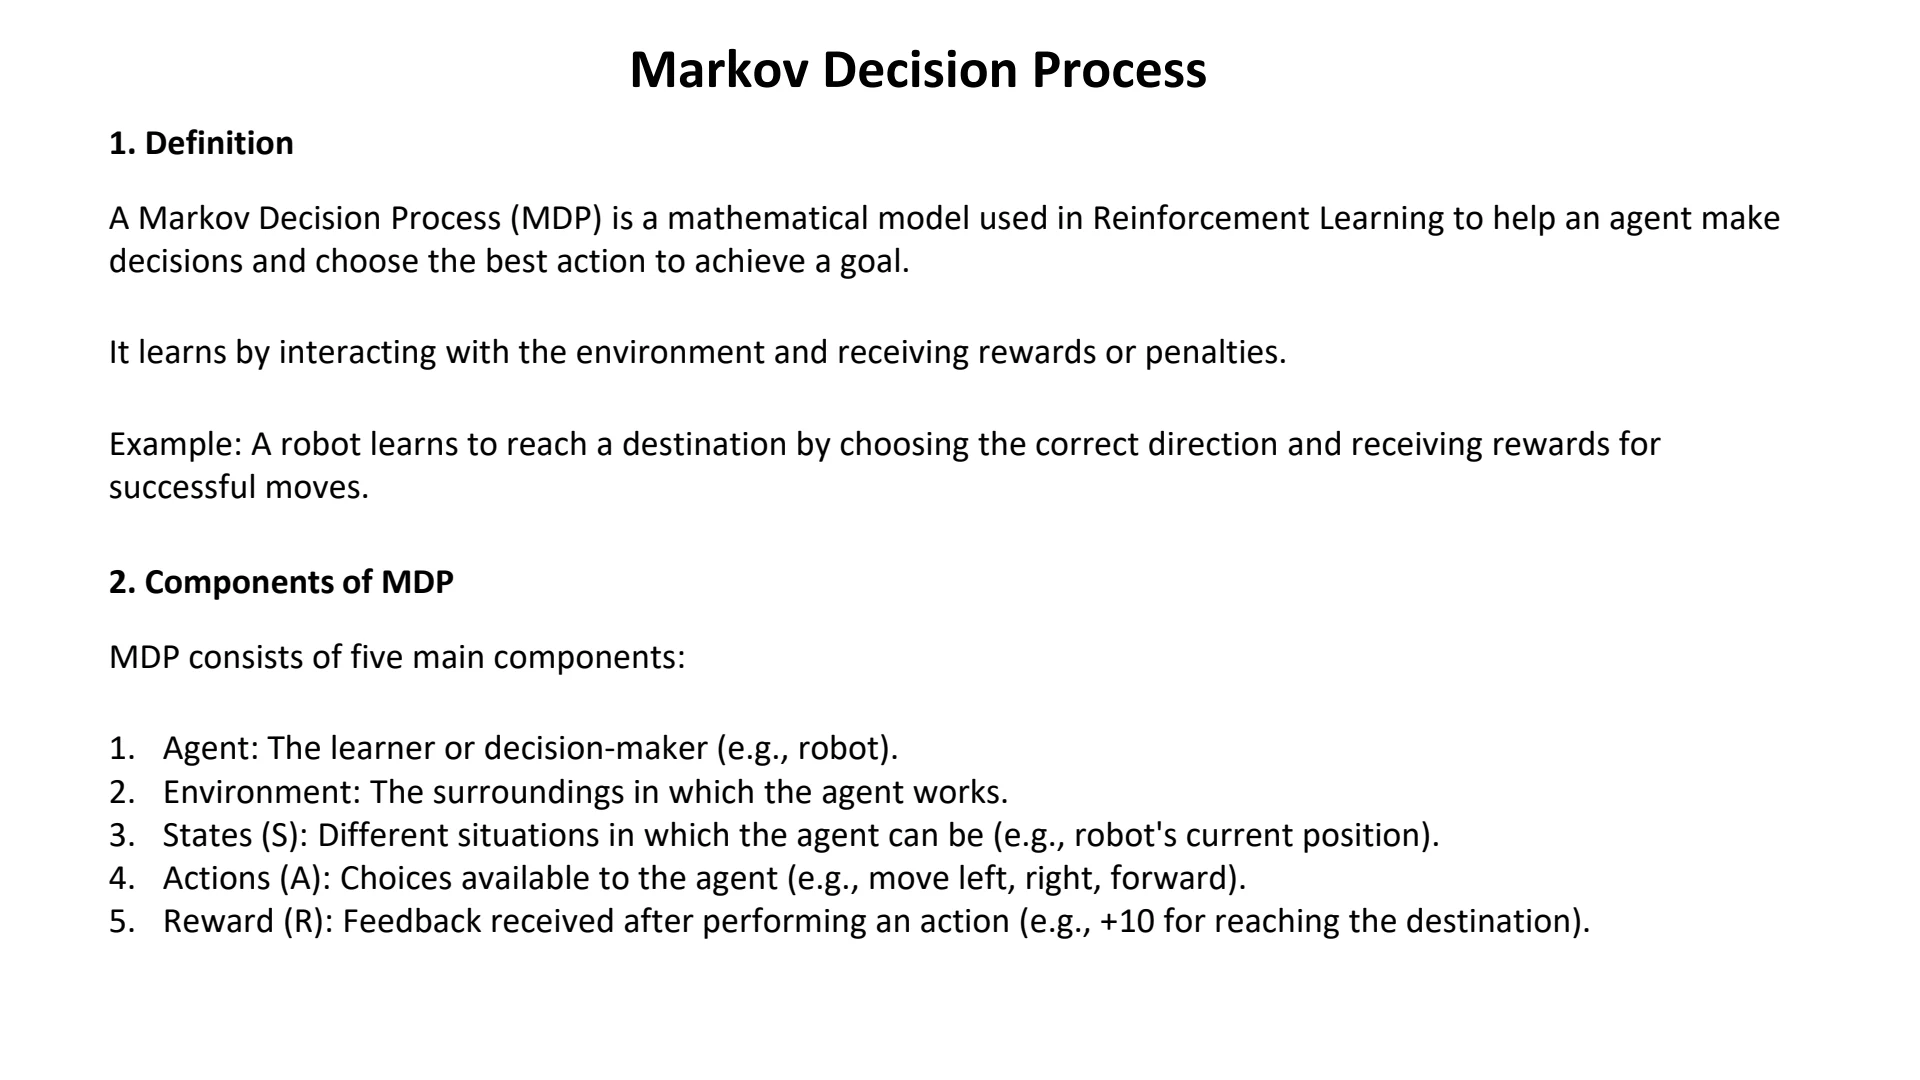 Markov Decision Process
1. Definition
A Markov Decision Process (MDP) is a mathematical model used in Reinforcement Learning to help an agent make
decisions and choose the best action to achieve a goal.
It learns by interacting with the environment and receiving rewards or penalties.
Example: A robot learns to reach a destination by choosing the correct direction and receiving rewards for
successful moves.
2. Components of MDP
MDP consists of five main components:
1. Agent: The learner or decision-maker (e.g., robot).
2. Environment: The surroundings in which the agent works.
3. States (S): Different situations in which the agent can be (e.g., robot's current position).
4. Actions (A): Choices available to the agent (e.g., move left, right, forward).
5. Reward (R): Feedback received after performing an action (e.g., +10 for reaching the destination).